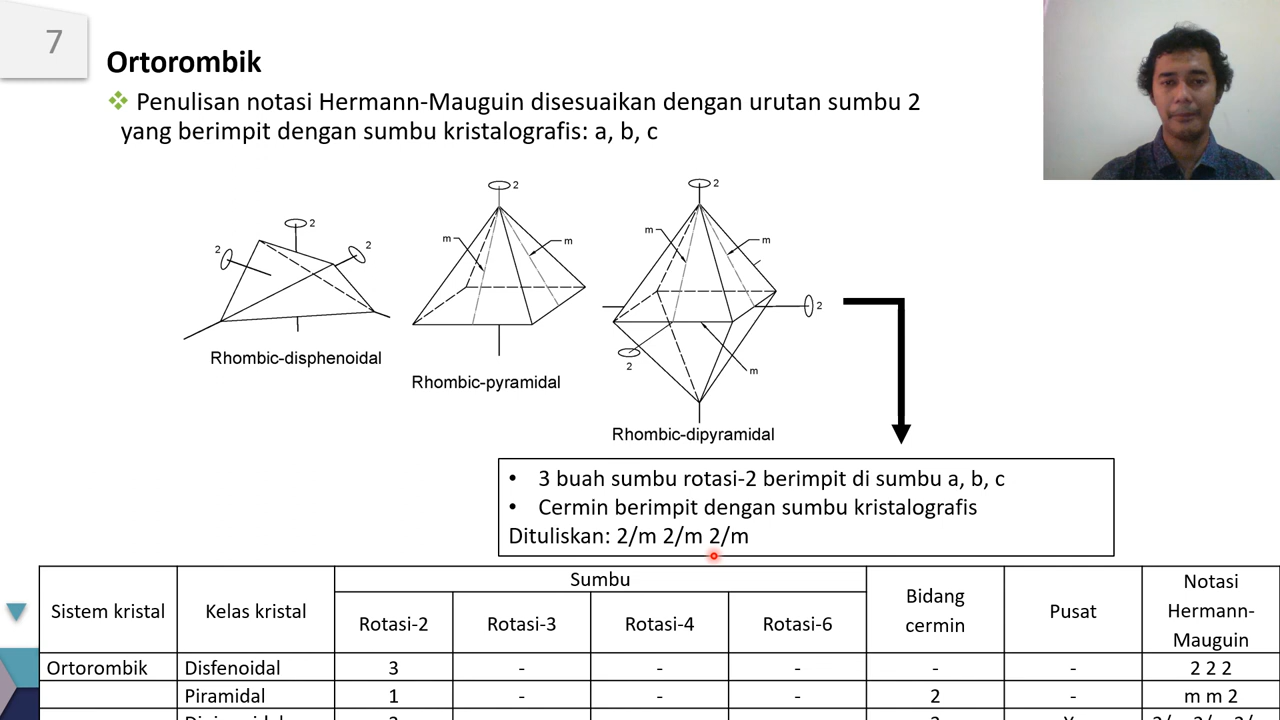 7
Ortorombik
Penulisan notasi Hermann-Mauguin disesuaikan dengan urutan sumbu 2
yang berimpit dengan sumbu kristalografis: a, b, c
2
2
2
Rhombic-disphenoidal
2
m
m
Rhombic-pyramidal
2
m
m
2
2
m
Rhombic-dipyramidal
• 3 buah sumbu rotasi-2 berimpit di sumbu a, b, c
• Cermin berimpit dengan sumbu kristalografis
Dituliskan: 2/m 2/m 2/m
Sistem kristal Kelas kristal Sumbu Bidang cermin Pusat Notasi Hermann-Mauguin
Rotasi-2 Rotasi-3 Rotasi-4 Rotasi-6
Ortorombik Disfenoidal 3 - - - - - 2 2 2
Piramidal 1 - - - 2 - m m 2